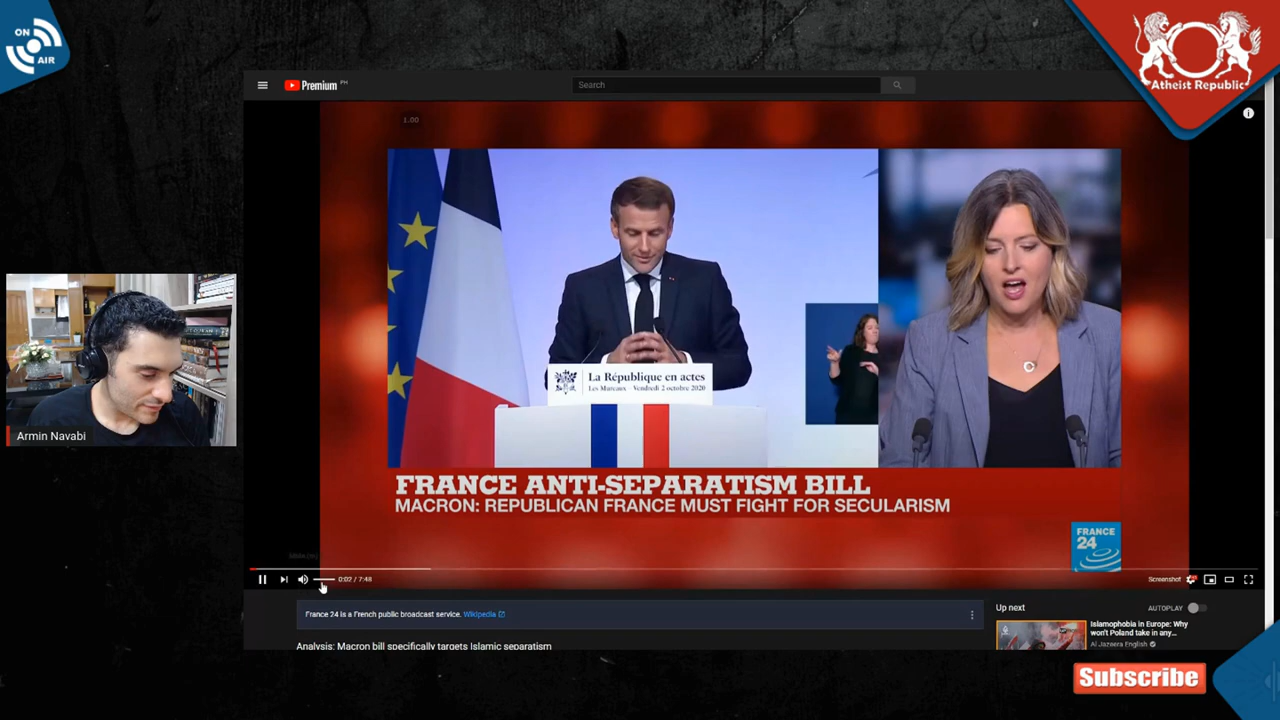 ON
AIR
Premium PH
Search
Atheist Republic
1.00
La République en actes
Les Mureaux - Vendredi 2 octobre 2020
Armin Navabi
FRANCE ANTI-SEPARATISM BILL
MACRON: REPUBLICAN FRANCE MUST FIGHT FOR SECULARISM
FRANCE
24
0:02 / 7:48
Screenshot
France 24 is a French public broadcast service. Wikipedia
Up next
AUTOPLAY
Islamophobia in Europe: Why
won't Poland take in any...
Al Jazeera English
Analysis: Macron bill specifically targets Islamic separatism
Subscribe